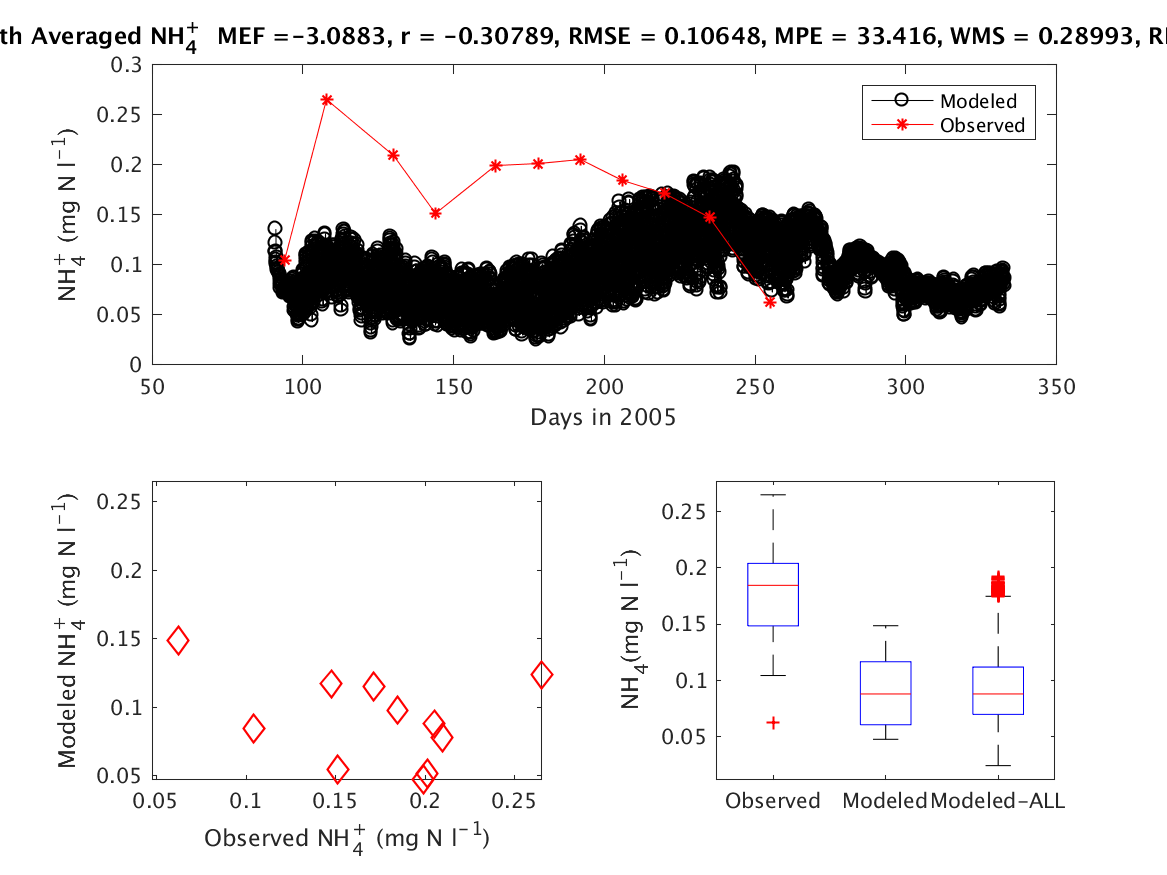 th Averaged NH4+ MEF =-3.0883, r = -0.30789, RMSE = 0.10648, MPE = 33.416, WMS = 0.28993, RI
0.3
0.25
0.2
0.15
0.1
0.05
0
NH4+ (mg N l-1)
Modeled
Observed
50 100 150 200 250 300 350
Days in 2005
0.25
0.2
0.15
0.1
0.05
Modeled NH4+ (mg N l-1)
0.05 0.1 0.15 0.2 0.25
Observed NH4+ (mg N l-1)
0.25
0.2
0.15
0.1
0.05
NH4(mg N l-1)
Observed Modeled Modeled-ALL